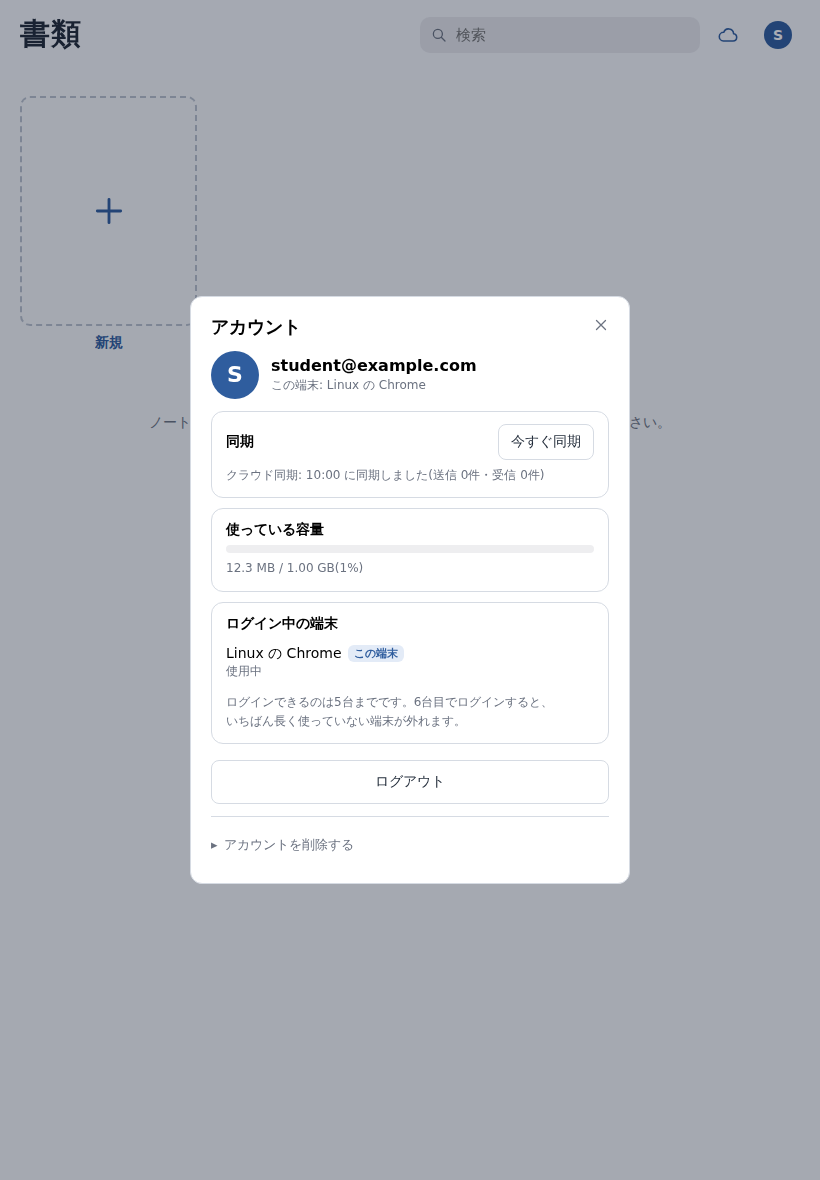 書類
検索
S
新規
ノート
さい。
アカウント
S
student@example.com
この端末: Linux の Chrome
同期
今すぐ同期
クラウド同期: 10:00 に同期しました(送信 0件・受信 0件)
使っている容量
12.3 MB / 1.00 GB(1%)
ログイン中の端末
Linux の Chrome この端末
使用中
ログインできるのは5台までです。6台目でログインすると、
いちばん長く使っていない端末が外れます。
ログアウト
▸ アカウントを削除する